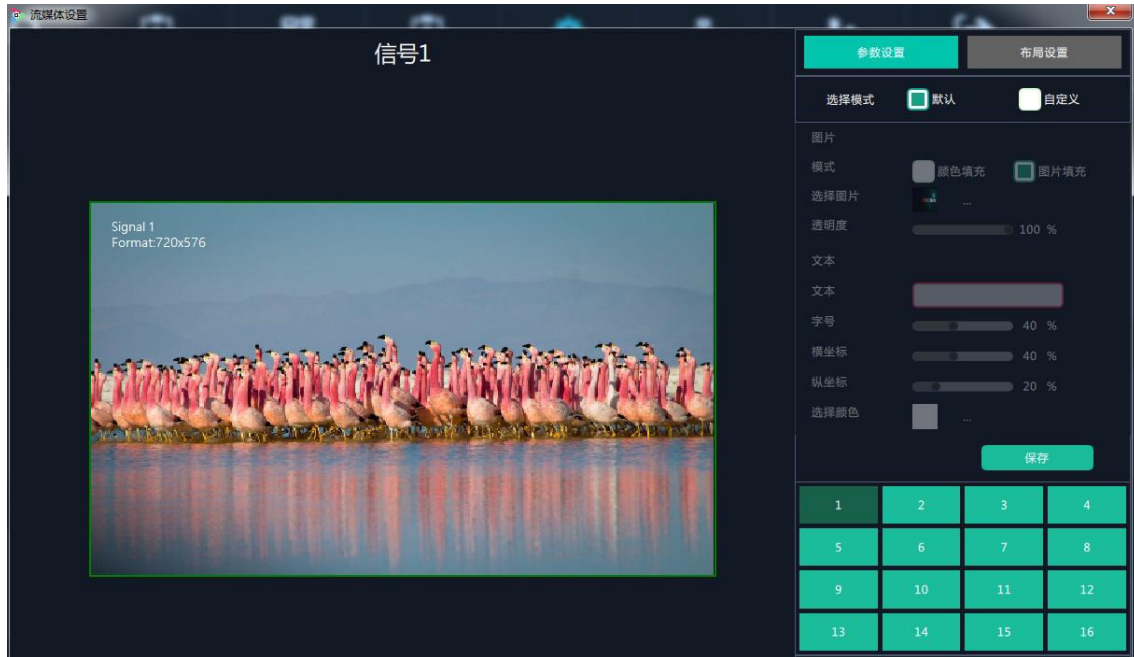 流媒体设置
信号1
Signal 1
Format:720x576
参数设置 布局设置
选择模式 默认 自定义
图片
模式 颜色填充 图片填充
选择图片 ...
透明度 100 %
文本
文本
字号 40 %
横坐标 40 %
纵坐标 20 %
选择颜色 ...
保存
1 2 3 4
5 6 7 8
9 10 11 12
13 14 15 16